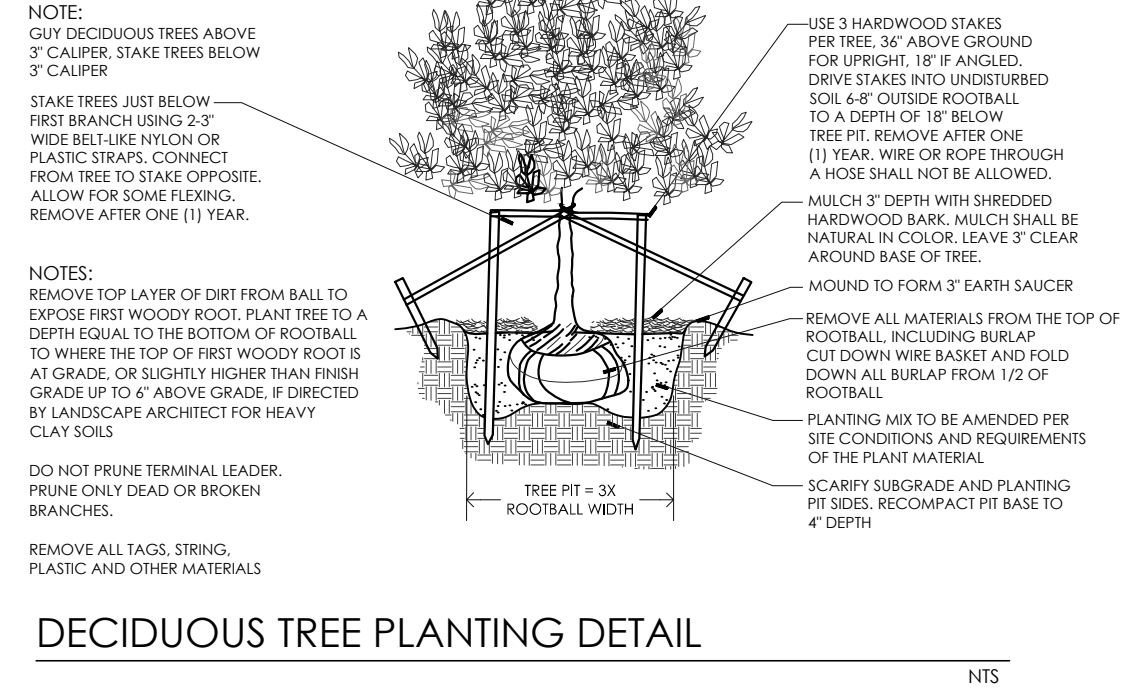 NOTE:
GUY DECIDUOUS TREES ABOVE
3" CALIPER, STAKE TREES BELOW
3" CALIPER
STAKE TREES JUST BELOW
FIRST BRANCH USING 2-3"
WIDE BELT-LIKE NYLON OR
PLASTIC STRAPS. CONNECT
FROM TREE TO STAKE OPPOSITE.
ALLOW FOR SOME FLEXING.
REMOVE AFTER ONE (1) YEAR.
NOTES:
REMOVE TOP LAYER OF DIRT FROM BALL TO
EXPOSE FIRST WOODY ROOT. PLANT TREE TO A
DEPTH EQUAL TO THE BOTTOM OF ROOTBALL
TO WHERE THE TOP OF FIRST WOODY ROOT IS
AT GRADE, OR SLIGHTLY HIGHER THAN FINISH
GRADE UP TO 6" ABOVE GRADE, IF DIRECTED
BY LANDSCAPE ARCHITECT FOR HEAVY
CLAY SOILS
DO NOT PRUNE TERMINAL LEADER.
PRUNE ONLY DEAD OR BROKEN
BRANCHES.
REMOVE ALL TAGS, STRING,
PLASTIC AND OTHER MATERIALS
USE 3 HARDWOOD STAKES
PER TREE, 36" ABOVE GROUND
FOR UPRIGHT, 18" IF ANGLED.
DRIVE STAKES INTO UNDISTURBED
SOIL 6-8" OUTSIDE ROOTBALL
TO A DEPTH OF 18" BELOW
TREE PIT. REMOVE AFTER ONE
(1) YEAR. WIRE OR ROPE THROUGH
A HOSE SHALL NOT BE ALLOWED.
MULCH 3" DEPTH WITH SHREDDED
HARDWOOD BARK. MULCH SHALL BE
NATURAL IN COLOR. LEAVE 3" CLEAR
AROUND BASE OF TREE.
MOUND TO FORM 3" EARTH SAUCER
REMOVE ALL MATERIALS FROM THE TOP OF
ROOTBALL, INCLUDING BURLAP
CUT DOWN WIRE BASKET AND FOLD
DOWN ALL BURLAP FROM 1/2 OF
ROOTBALL
PLANTING MIX TO BE AMENDED PER
SITE CONDITIONS AND REQUIREMENTS
OF THE PLANT MATERIAL
SCARIFY SUBGRADE AND PLANTING
PIT SIDES. RECOMPACT PIT BASE TO
4" DEPTH
TREE PIT = 3X
ROOTBALL WIDTH
DECIDUOUS TREE PLANTING DETAIL
NTS